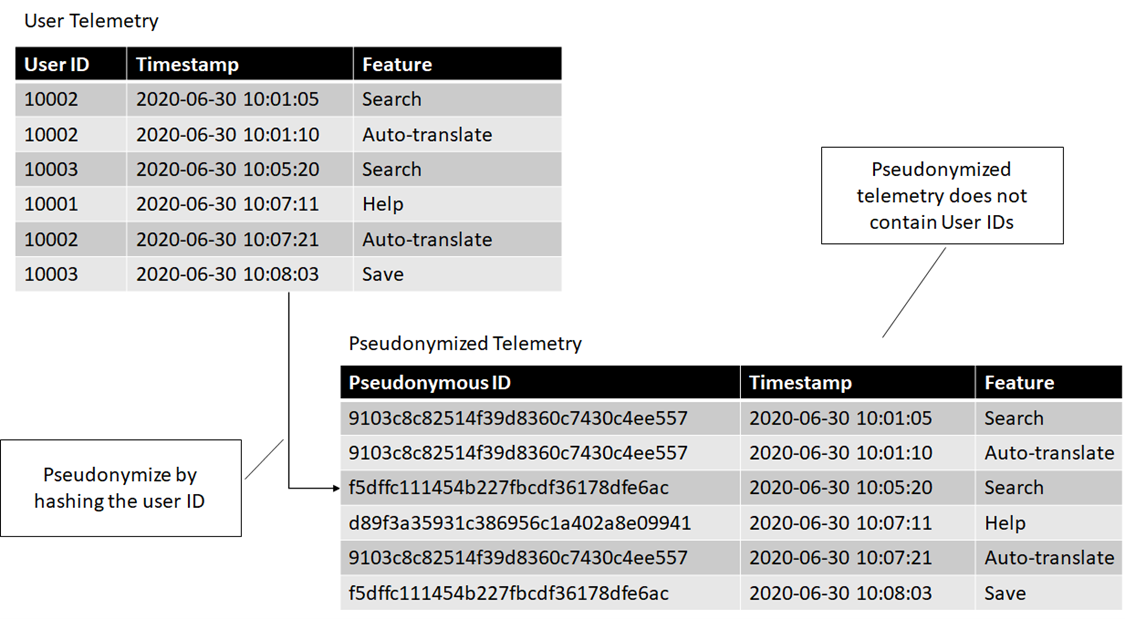 User Telemetry
User ID Timestamp Feature
10002 2020-06-30 10:01:05 Search
10002 2020-06-30 10:01:10 Auto-translate
10003 2020-06-30 10:05:20 Search
10001 2020-06-30 10:07:11 Help
10002 2020-06-30 10:07:21 Auto-translate
10003 2020-06-30 10:08:03 Save
Pseudonymized
telemetry does not
contain User IDs
Pseudonymize by
hashing the user ID
Pseudonymized Telemetry
Pseudonymous ID Timestamp Feature
9103c8c82514f39d8360c7430c4ee557 2020-06-30 10:01:05 Search
9103c8c82514f39d8360c7430c4ee557 2020-06-30 10:01:10 Auto-translate
f5dffc111454b227fbcdf36178dfe6ac 2020-06-30 10:05:20 Search
d89f3a35931c386956c1a402a8e09941 2020-06-30 10:07:11 Help
9103c8c82514f39d8360c7430c4ee557 2020-06-30 10:07:21 Auto-translate
f5dffc111454b227fbcdf36178dfe6ac 2020-06-30 10:08:03 Save